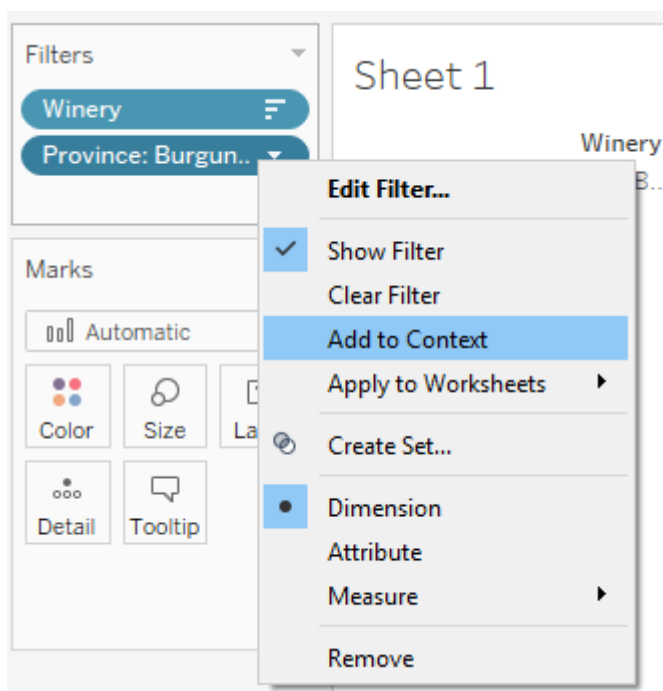 Filters
Winery
Province: Burgun..
Sheet 1
Winery
B..
Edit Filter...
Show Filter
Clear Filter
Add to Context
Apply to Worksheets
Create Set...
Dimension
Attribute
Measure
Remove
Marks
Automatic
Color Size La
Detail Tooltip